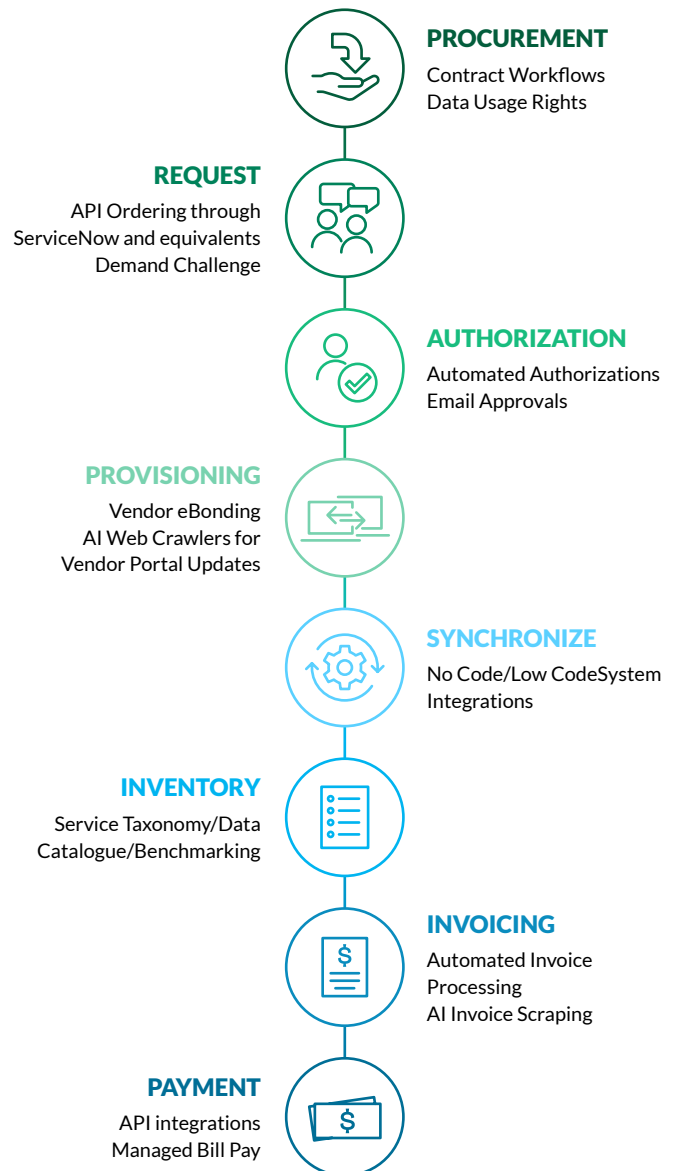 PROCUREMENT
Contract Workflows
Data Usage Rights
REQUEST
API Ordering through
ServiceNow and equivalents
Demand Challenge
AUTHORIZATION
Automated Authorizations
Email Approvals
PROVISIONING
Vendor eBonding
AI Web Crawlers for
Vendor Portal Updates
SYNCHRONIZE
No Code/Low CodeSystem
Integrations
INVENTORY
Service Taxonomy/Data
Catalogue/Benchmarking
$
INVOICING
Automated Invoice
Processing
AI Invoice Scraping
PAYMENT
API integrations
Managed Bill Pay
$